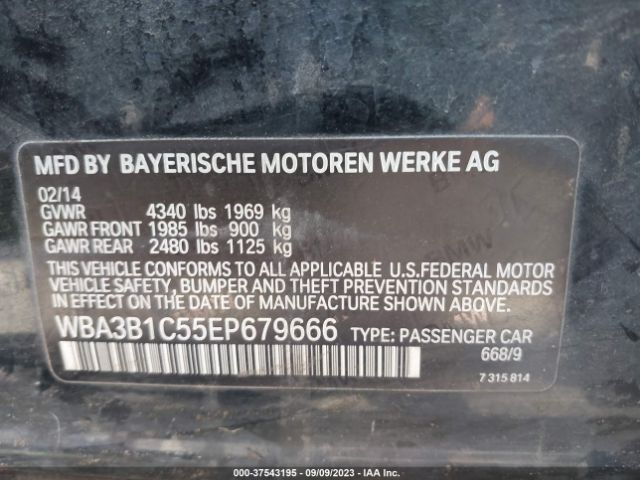 MFD BY BAYERISCHE MOTOREN WERKE AG
02/14
GVWR 4340 lbs 1969 kg
GAWR FRONT 1985 lbs 900 kg
GAWR REAR 2480 lbs 1125 kg
THIS VEHICLE CONFORMS TO ALL APPLICABLE U.S.FEDERAL MOTOR
VEHICLE SAFETY, BUMPER AND THEFT PREVENTION STANDARDS
IN EFFECT ON THE DATE OF MANUFACTURE SHOWN ABOVE.
WBA3B1C55EP679666 TYPE: PASSENGER CAR
668/9
7 315 814
000-37543195 - 09/09/2023 - IAA Inc.